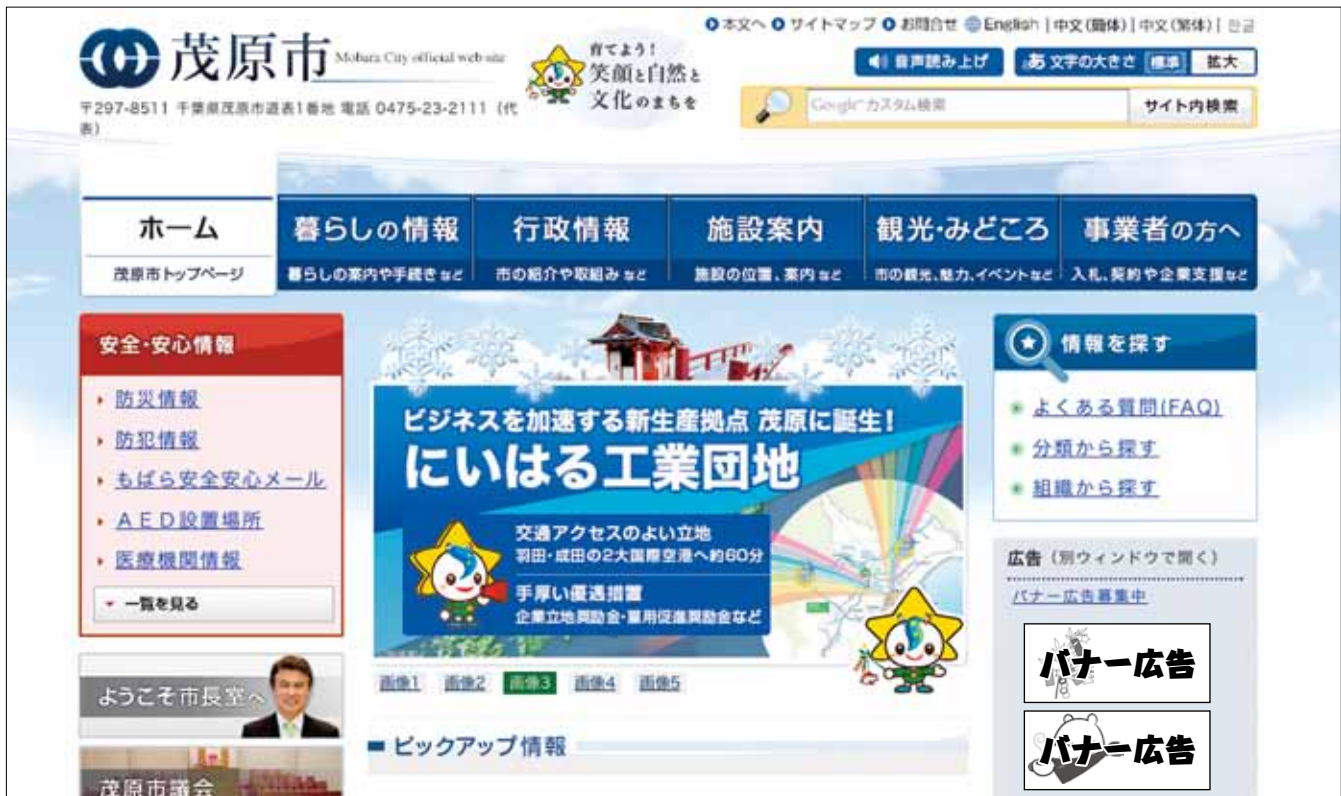 本文へ サイトマップ お問合せ English | 中文(簡体) | 中文(繁体) | 한글
茂原市 Mobara City official web site
育てよう!
笑顔と自然と
文化のまちを
音声読み上げ あ 文字の大きさ 標準 拡大
Google カスタム検索 サイト内検索
〒297-8511 千葉県茂原市道表1番地 電話 0475-23-2111 (代
表)
ホーム 暮らしの情報 行政情報 施設案内 観光・みどころ 事業者の方へ
茂原市トップページ 暮らしの案内や手続きなど 市の紹介や取組みなど 施設の位置、案内など 市の観光、魅力、イベントなど 入札、契約や企業支援など
安全・安心情報
防災情報
防犯情報
もばら安全安心メール
AED設置場所
医療機関情報
一覧を見る
ようこそ市長室へ
茂原市議会
ビジネスを加速する新生産拠点 茂原に誕生!
にいはる工業団地
交通アクセスのよい立地
羽田・成田の2大国際空港へ約60分
手厚い優遇措置
企業立地奨励金・雇用促進奨励金など
画像1 画像2 画像3 画像4 画像5
ピックアップ情報
情報を探す
よくある質問(FAQ)
分類から探す
組織から探す
広告 (別ウィンドウで開く)
バナー広告募集中
バナー広告
バナー広告